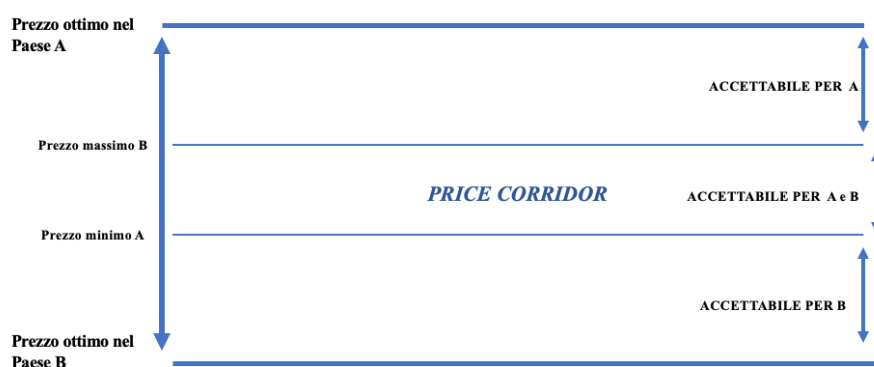 Prezzo ottimo nel
Paese A
ACCETTABILE PER A
Prezzo massimo B
PRICE CORRIDOR
ACCETTABILE PER A e B
Prezzo minimo A
ACCETTABILE PER B
Prezzo ottimo nel
Paese B